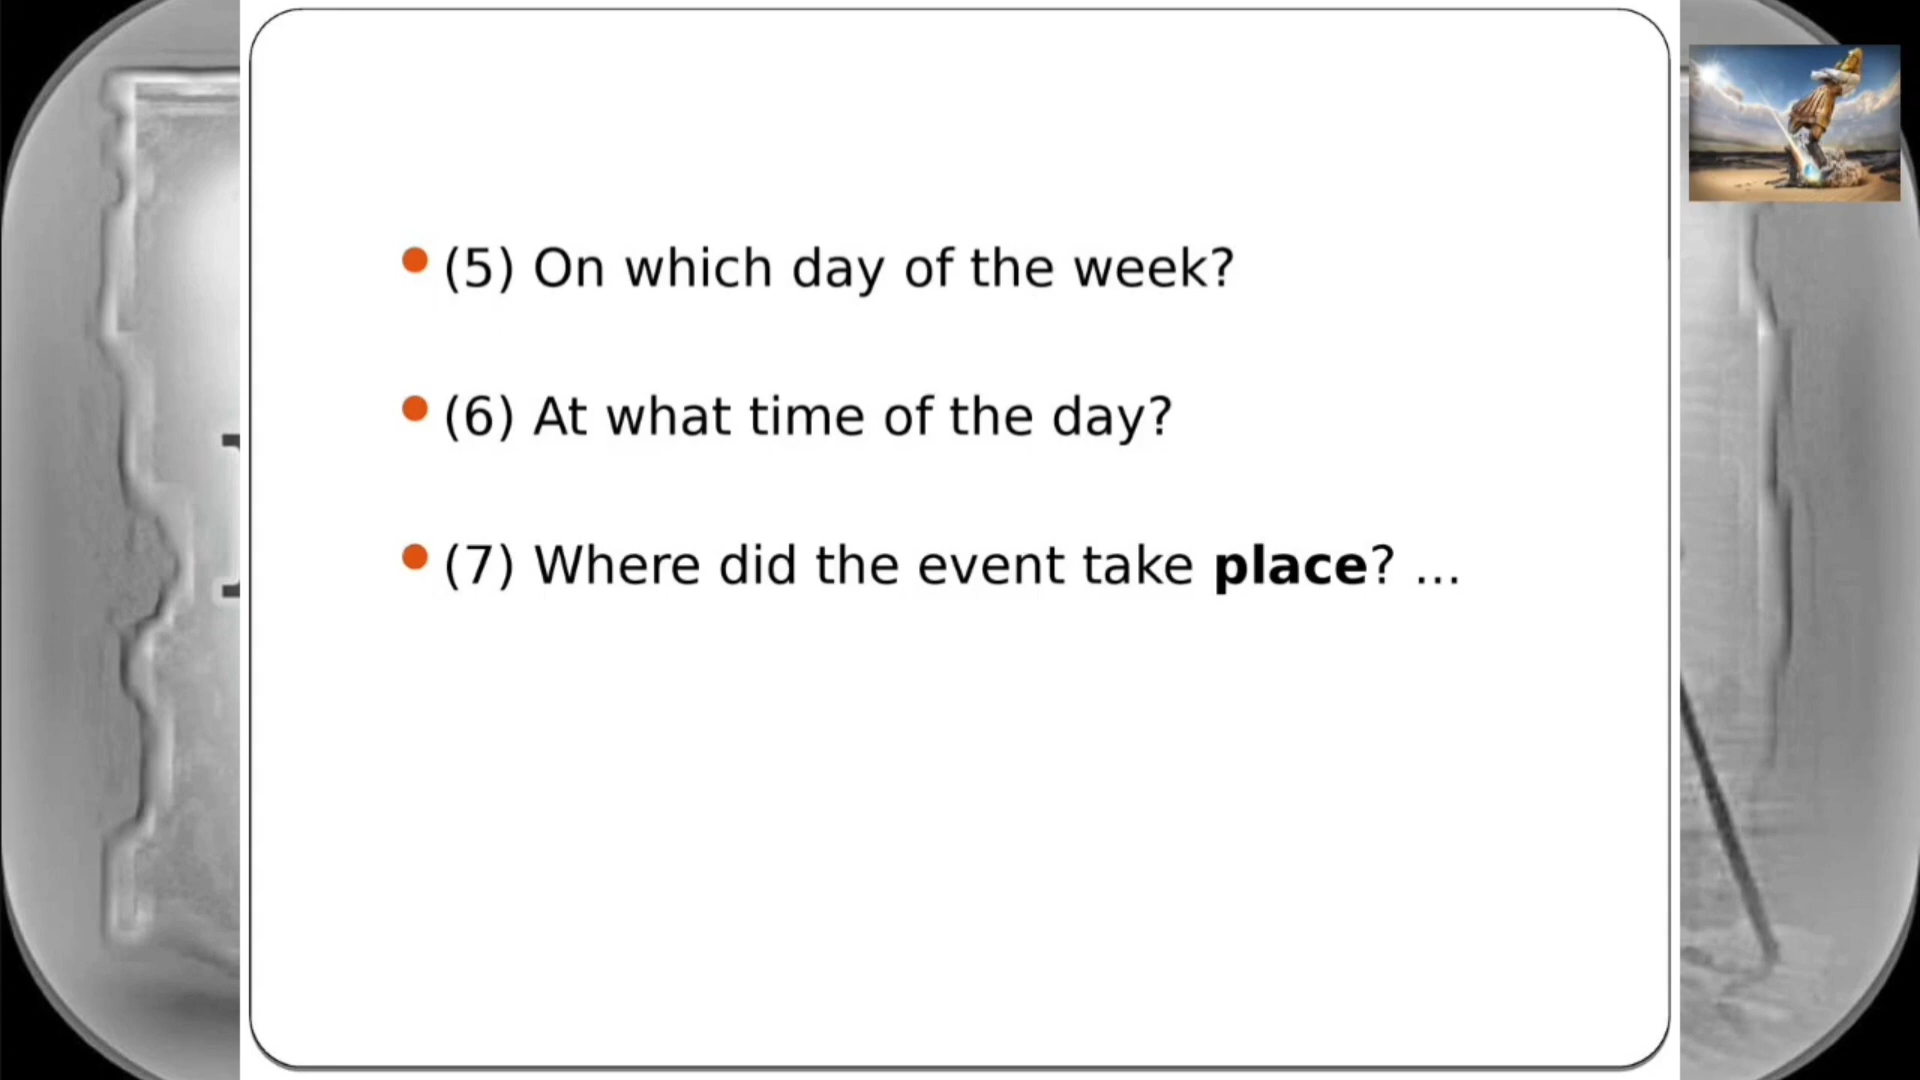 (5) On which day of the week?
(6) At what time of the day?
(7) Where did the event take place? ...